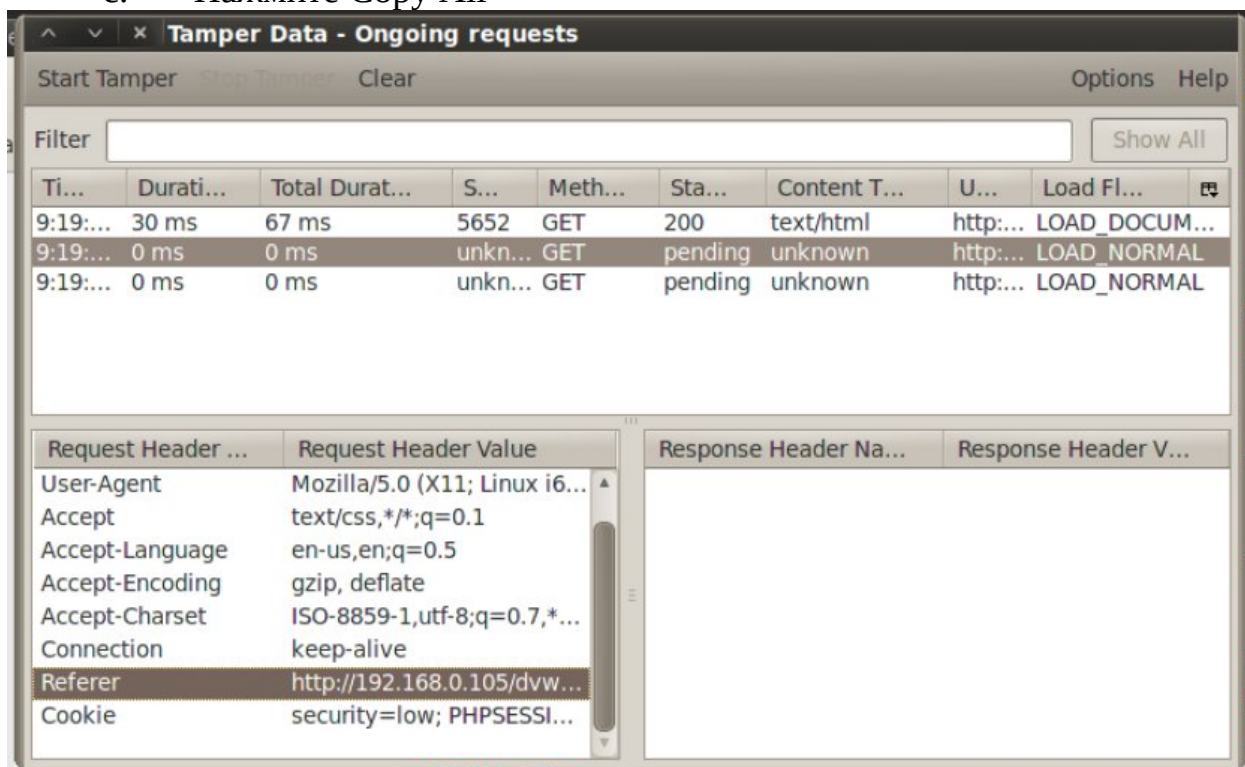 Нажмите Copy All
Tamper Data - Ongoing requests
Start Tamper Stop Tamper Clear Options Help
Filter Show All
Ti... Durati... Total Durat... S... Meth... Sta... Content T... U... Load Fl...
9:19:... 30 ms 67 ms 5652 GET 200 text/html http:... LOAD_DOCUM...
9:19:... 0 ms 0 ms unkn... GET pending unknown http:... LOAD_NORMAL
9:19:... 0 ms 0 ms unkn... GET pending unknown http:... LOAD_NORMAL
Request Header ... Request Header Value Response Header Na... Response Header V...
User-Agent Mozilla/5.0 (X11; Linux i6...
Accept text/css,*/*;q=0.1
Accept-Language en-us,en;q=0.5
Accept-Encoding gzip, deflate
Accept-Charset ISO-8859-1,utf-8;q=0.7,*...
Connection keep-alive
Referer http://192.168.0.105/dvw...
Cookie security=low; PHPSESSI...